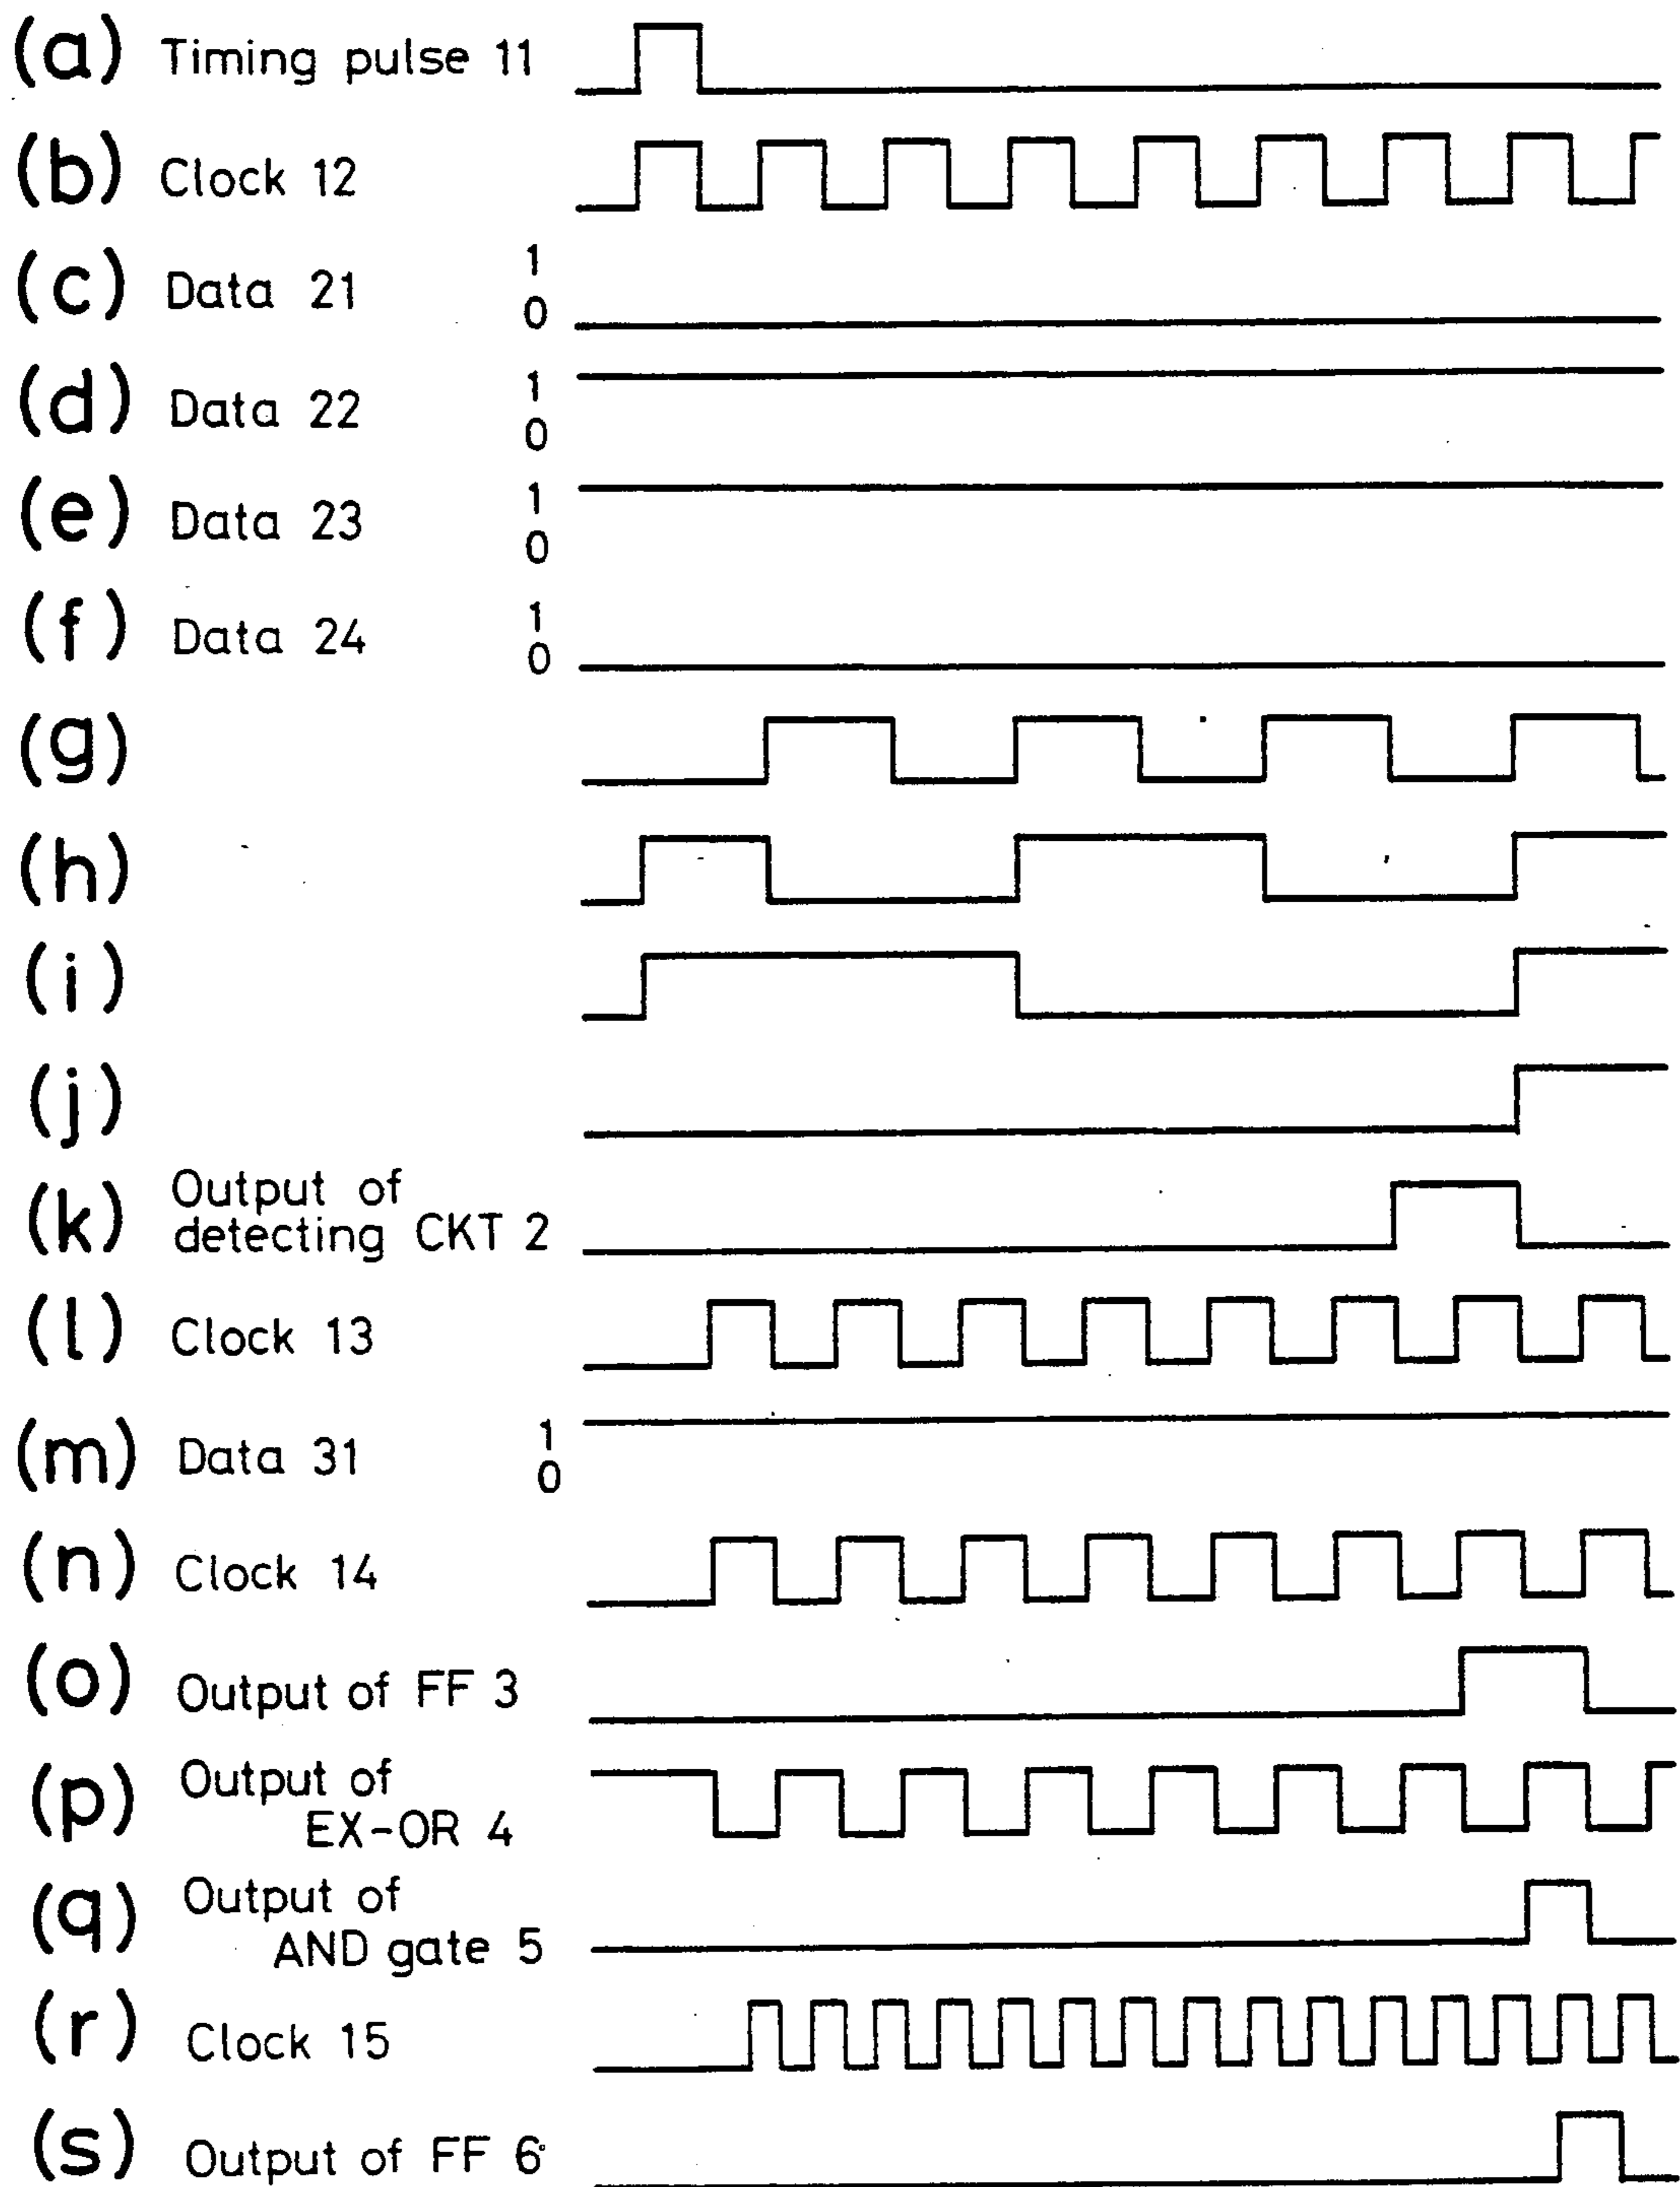 (a) Timing pulse 11
(b) Clock 12
(c) Data 21 1
0
(d) Data 22 1
0
(e) Data 23 1
0
(f) Data 24 1
0
(g)
(h)
(i)
(j)
(k) Output of
detecting CKT 2
(l) Clock 13
(m) Data 31 1
0
(n) Clock 14
(o) Output of FF 3
(p) Output of
EX-OR 4
(q) Output of
AND gate 5
(r) Clock 15
(s) Output of FF 6